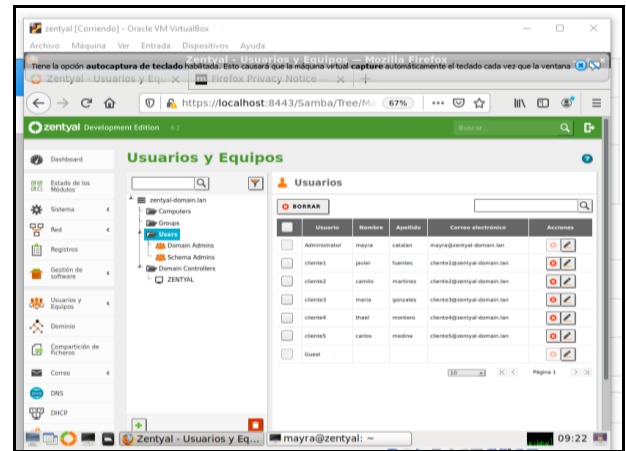 zentyal [Corriendo] - Oracle VM VirtualBox
Archivo Máquina Ver Entrada Dispositivos Ayuda
Zentyal - Usuarios y Equipos — Mozilla Firefox
Tiene la opción autocaptura de teclado habilitada. Esto causará que la máquina virtual capture automáticamente el teclado cada vez que la ventana
Zentyal - Usuarios y Eq
Firefox Privacy Notice —
https://localhost:8443/Samba/Tree/Ma
67%
zentyal Development Edition 6.2
Buscar...
Dashboard
Estado de los Módulos
Sistema
Red
Registros
Gestión de software
Usuarios y Equipos
Dominio
Compartición de Ficheros
Correo
DNS
DHCP
Usuarios y Equipos
zentyal-domain.lan
Computers
Groups
Users
Domain Admins
Schema Admins
Domain Controllers
ZENTYAL
Usuarios
BORRAR
Usuario Nombre Apellido Correo electrónico Acciones
Administrator mayra catalan mayra@zentyal-domain.lan
cliente1 javier fuentes cliente1@zentyal-domain.lan
cliente2 camilo martinez cliente2@zentyal-domain.lan
cliente3 maria gonzales cliente3@zentyal-domain.lan
cliente4 thael montero cliente4@zentyal-domain.lan
cliente5 carlos medina cliente5@zentyal-domain.lan
Guest
10 Página 1
Zentyal - Usuarios y Eq...
mayra@zentyal: ~
09:22